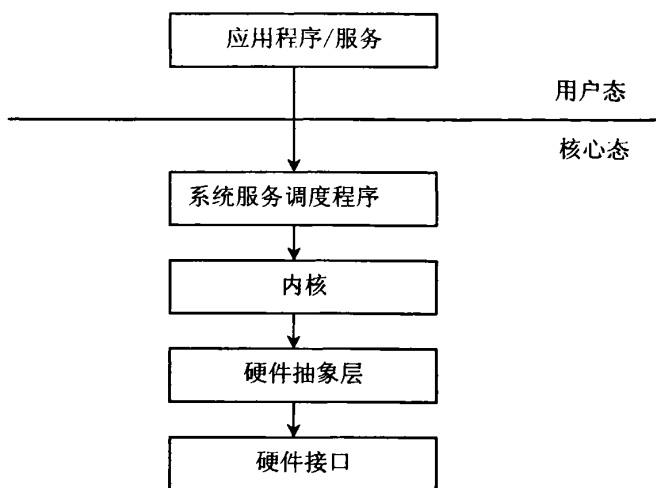 应用程序/服务
用户态
核心态
系统服务调度程序
内核
硬件抽象层
硬件接口